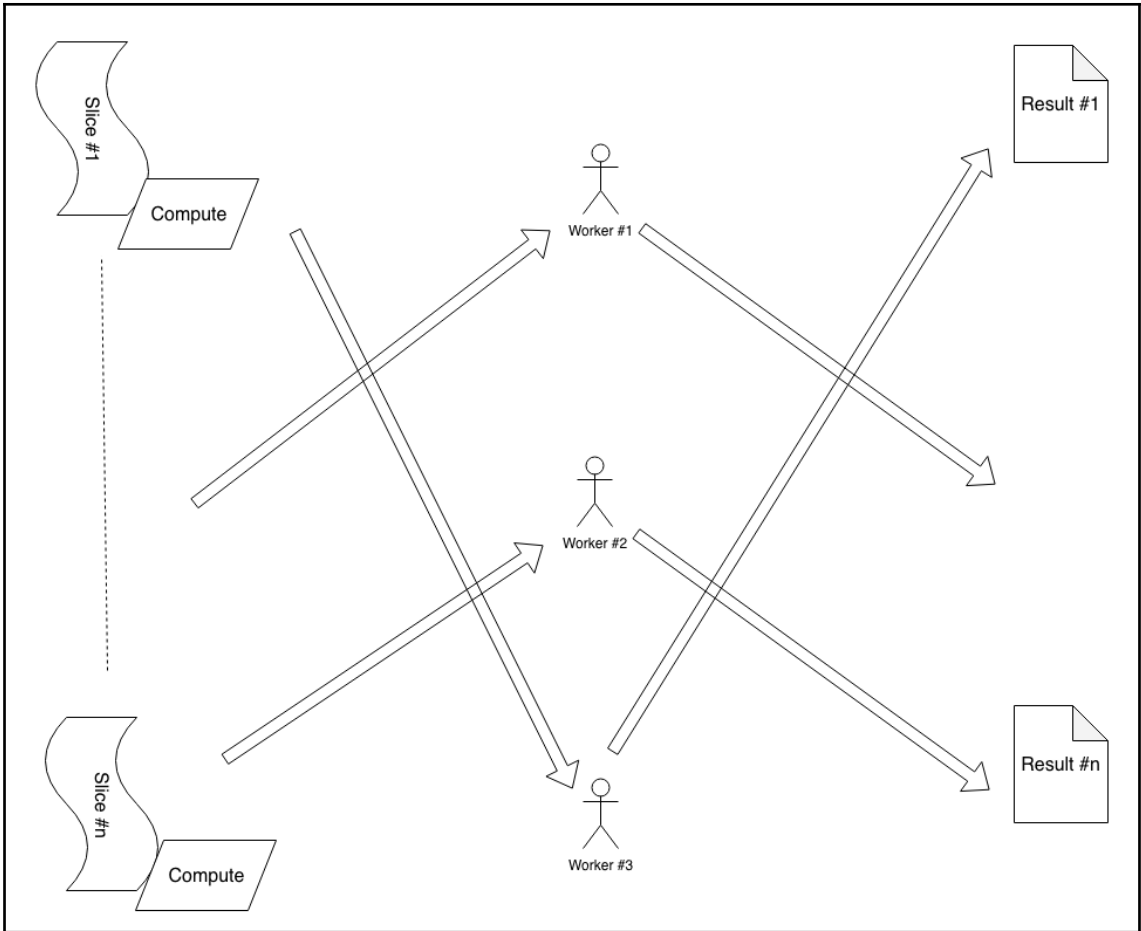 Slice #1
Compute
Result #1
Worker #1
Worker #2
Slice #n
Compute
Result #n
Worker #3